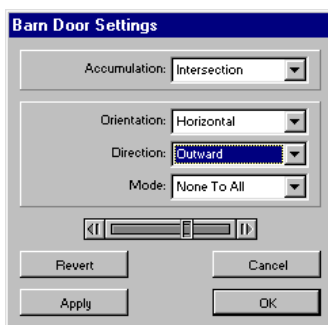 Barn Door Settings
Accumulation: Intersection
Orientation: Horizontal
Direction: Outward
Mode: None To All
Revert Cancel
Apply OK